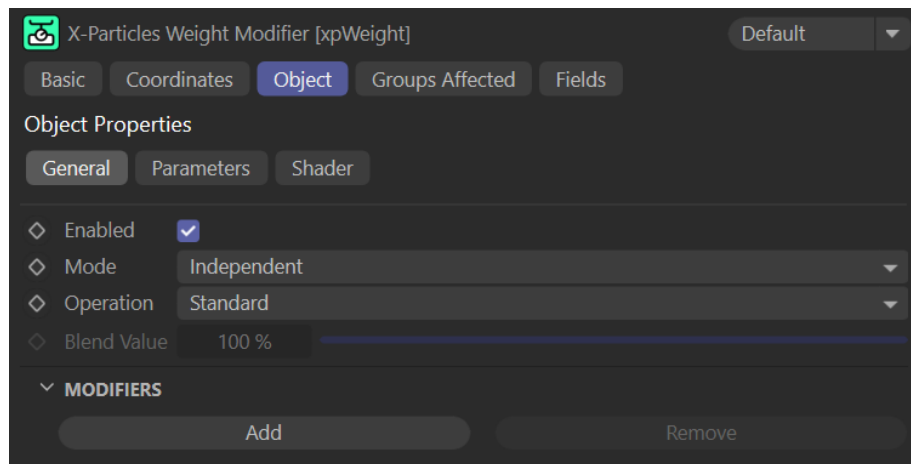 X-Particles Weight Modifier [xpWeight] Default
Basic Coordinates Object Groups Affected Fields
Object Properties
General Parameters Shader
Enabled
Mode Independent
Operation Standard
Blend Value 100 %
MODIFIERS
Add Remove